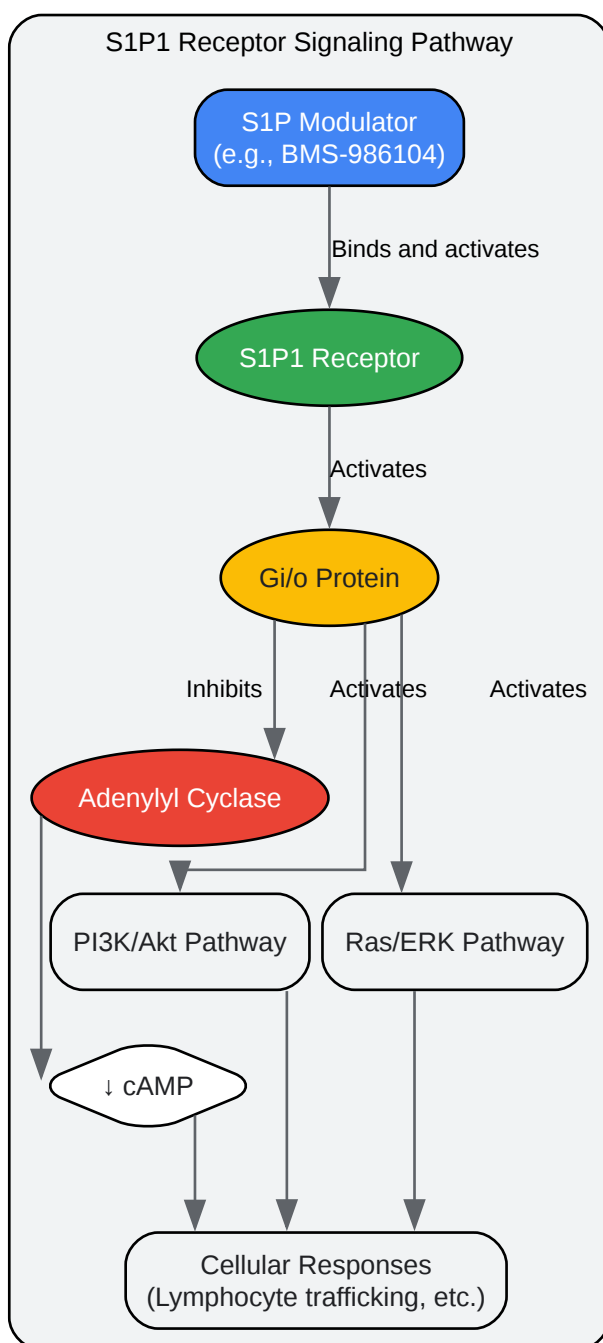 S1P1 Receptor Signaling Pathway
S1P Modulator
(e.g., BMS-986104)
Binds and activates
S1P1 Receptor
Activates
Gi/o Protein
Inhibits
Activates
Activates
Adenylyl Cyclase
PI3K/Akt Pathway
Ras/ERK Pathway
↓ cAMP
Cellular Responses
(Lymphocyte trafficking, etc.)